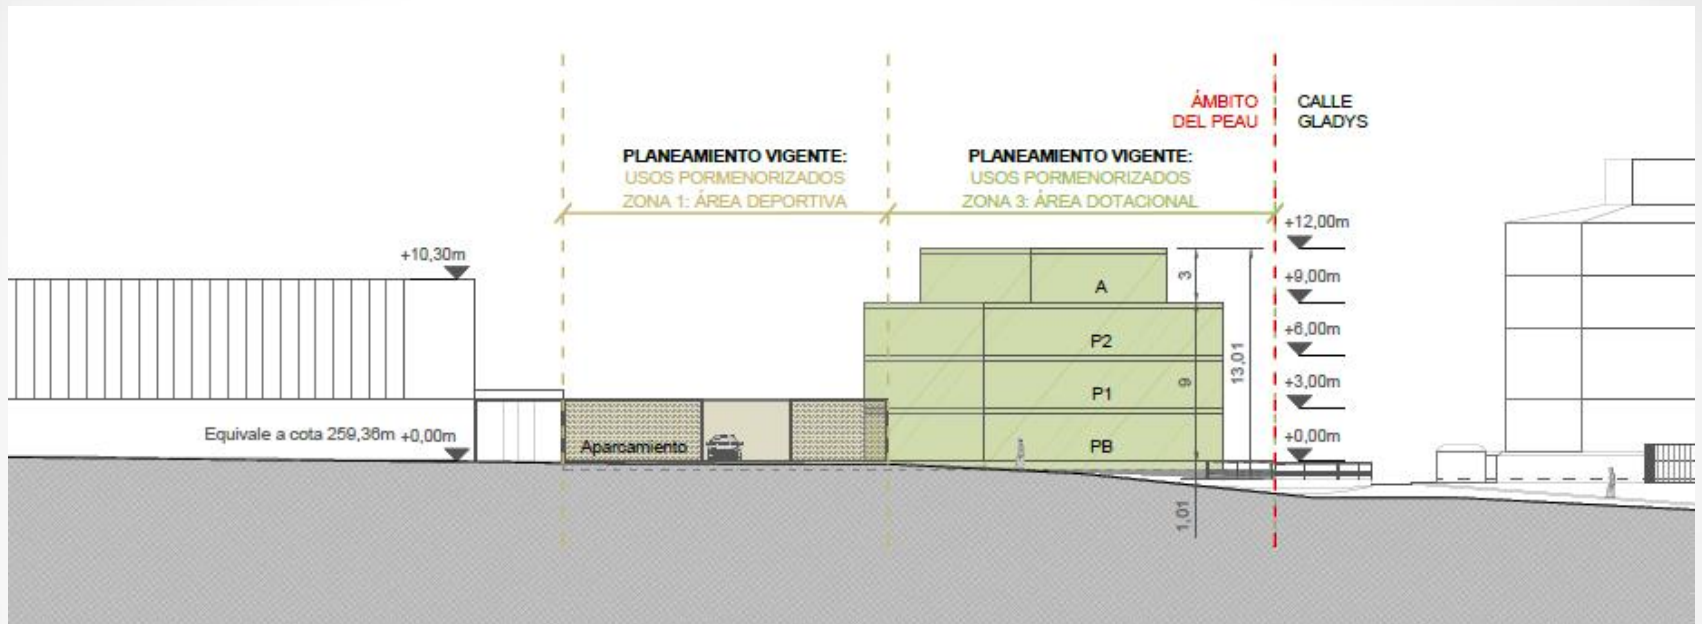 ÁMBITO
DEL PEAU
CALLE
GLADYS
PLANEAMIENTO VIGENTE:
USOS PORMENORIZADOS
ZONA 1: ÁREA DEPORTIVA
PLANEAMIENTO VIGENTE:
USOS PORMENORIZADOS
ZONA 3: ÁREA DOTACIONAL
+12,00m
+10,30m
+9,00m
3
A
+6,00m
P2
13,01
+3,00m
9
P1
Equivale a cota 259,36m +0,00m
Aparcamiento
PB
+0,00m
1,01